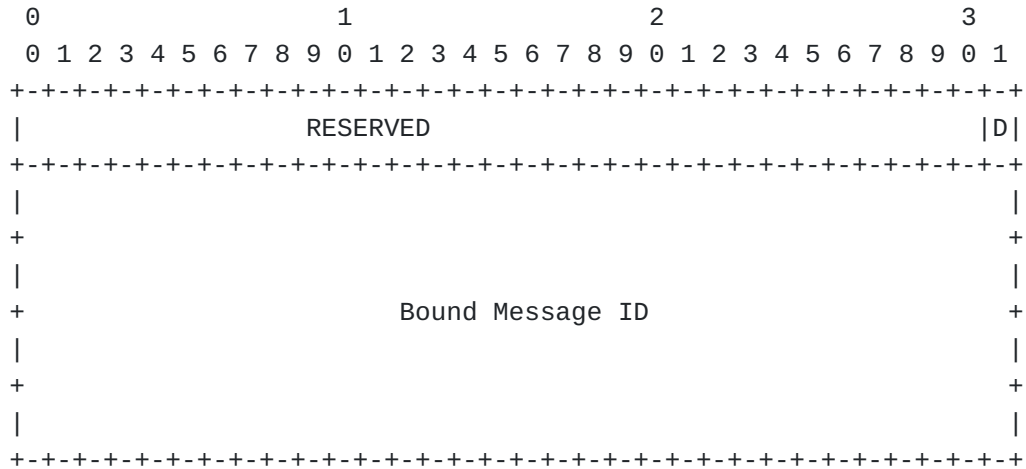 0                   1                   2                   3
 0 1 2 3 4 5 6 7 8 9 0 1 2 3 4 5 6 7 8 9 0 1 2 3 4 5 6 7 8 9 0 1
+-+-+-+-+-+-+-+-+-+-+-+-+-+-+-+-+-+-+-+-+-+-+-+-+-+-+-+-+-+-+-+-+
|                  RESERVED                                   |D|
+-+-+-+-+-+-+-+-+-+-+-+-+-+-+-+-+-+-+-+-+-+-+-+-+-+-+-+-+-+-+-+-+
|                                                               |
+                                                               +
|                                                               |
+                        Bound Message ID                       +
|                                                               |
+                                                               +
|                                                               |
+-+-+-+-+-+-+-+-+-+-+-+-+-+-+-+-+-+-+-+-+-+-+-+-+-+-+-+-+-+-+-+-+